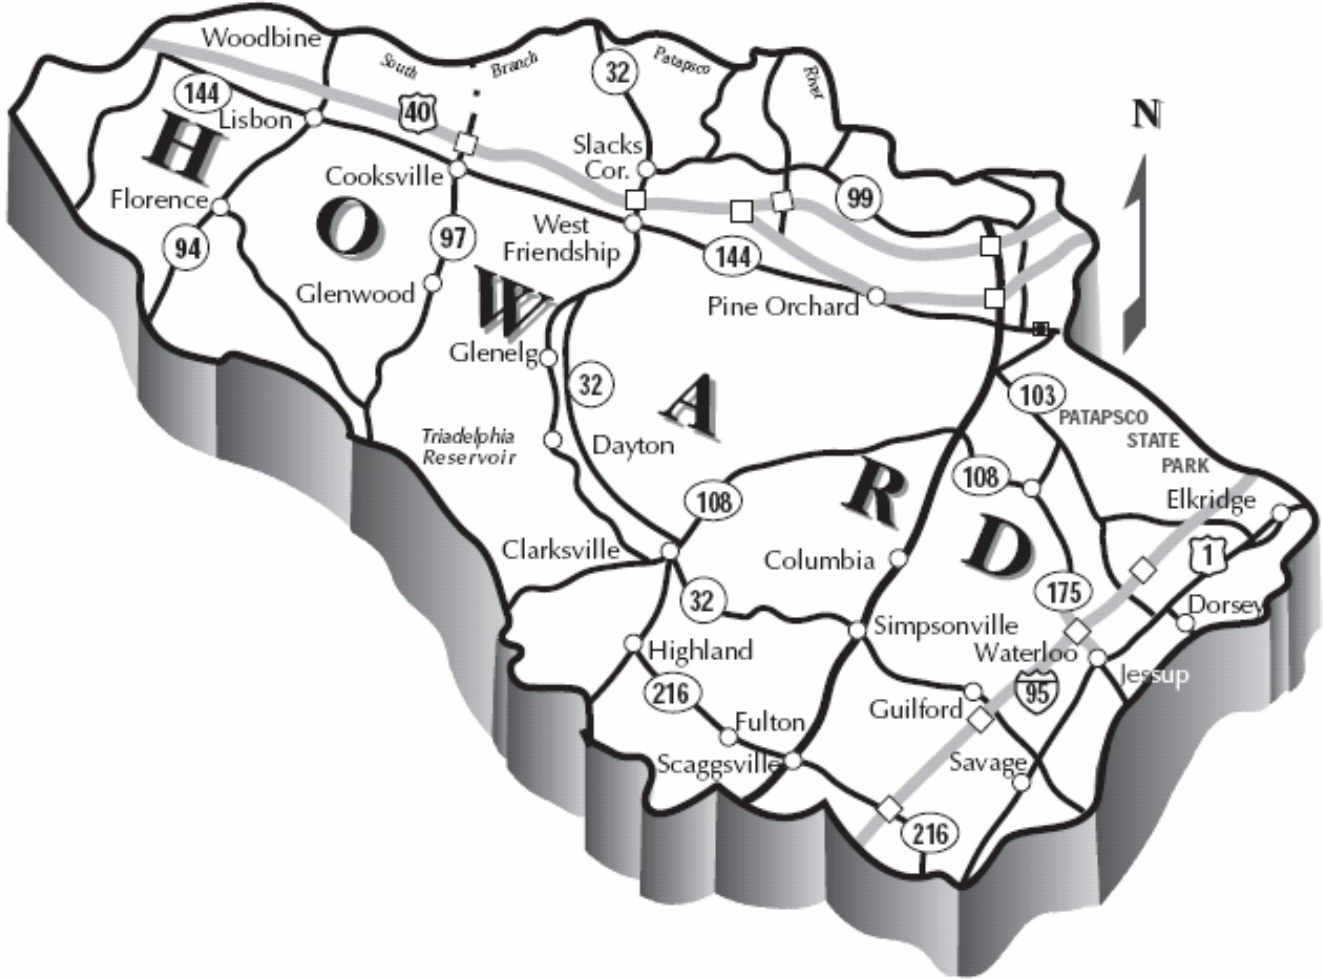 Woodbine
South
Branch
Patapsco
River
32
144
Lisbon
40
N
H
Slacks
Cor.
Cooksville
Florence
99
O
West
Friendship
94
97
144
Glenwood
W
Pine Orchard
Glenelg
32
A
103
PATAPSCO
STATE
PARK
Triadelphia
Reservoir
Dayton
108
108
R
Elkridge
D
Clarksville
Columbia
1
175
32
Dorsey
Simpsonville
Highland
Waterloo
Jessup
216
95
Guilford
Fulton
Scaggsville
Savage
216